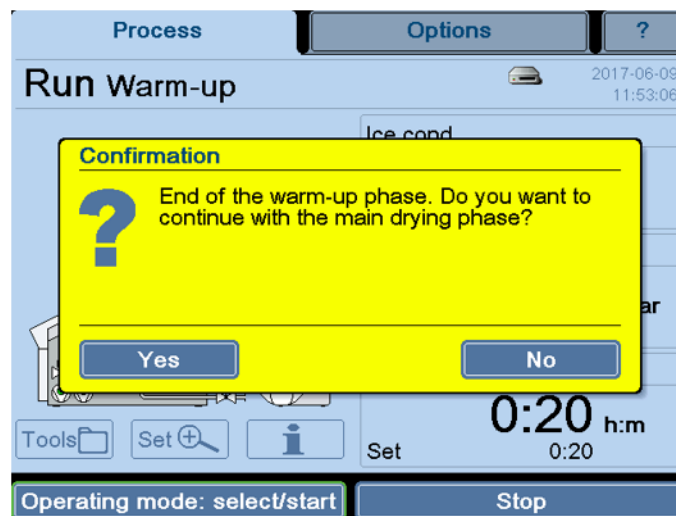 Process
Options
?
Run Warm-up
2017-06-09
11:53:06
Ice cond
Confirmation
?
End of the warm-up phase. Do you want to
continue with the main drying phase?
ar
Yes
No
0:20 h:m
Tools
Set
i
Set
0:20
Operating mode: select/start
Stop